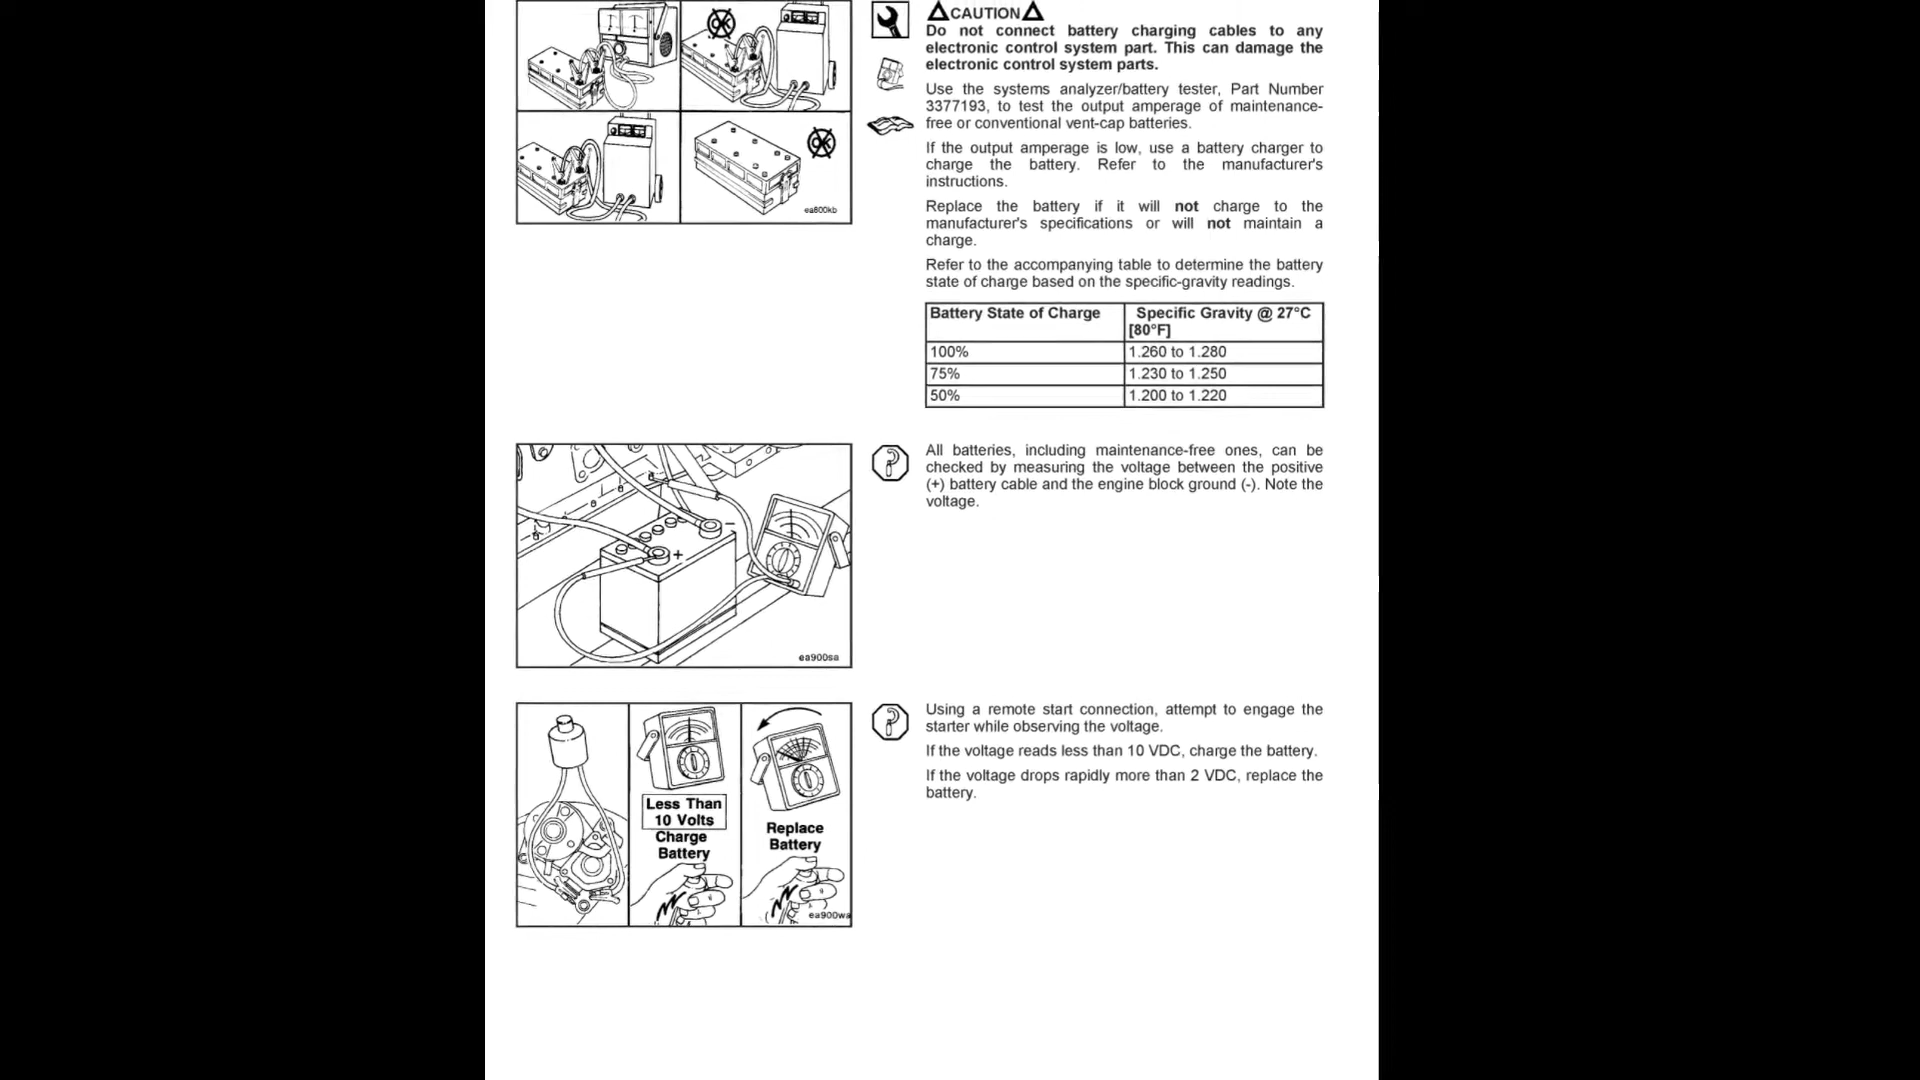 CAUTION
Do not connect battery charging cables to any
electronic control system part. This can damage the
electronic control system parts.
Use the systems analyzer/battery tester, Part Number
3377193, to test the output amperage of maintenance-
free or conventional vent-cap batteries.
If the output amperage is low, use a battery charger to
charge the battery. Refer to the manufacturer's
instructions.
Replace the battery if it will not charge to the
manufacturer's specifications or will not maintain a
charge.
Refer to the accompanying table to determine the battery
state of charge based on the specific-gravity readings.
OK
OK
ea800kb
Battery State of Charge
Specific Gravity @ 27°C
[80°F]
100%
1.260 to 1.280
75%
1.230 to 1.250
50%
1.200 to 1.220
All batteries, including maintenance-free ones, can be
checked by measuring the voltage between the positive
(+) battery cable and the engine block ground (-). Note the
voltage.
-
+
ea900sa
Using a remote start connection, attempt to engage the
starter while observing the voltage.
If the voltage reads less than 10 VDC, charge the battery.
If the voltage drops rapidly more than 2 VDC, replace the
battery.
Less Than
10 Volts
Charge
Battery
Replace
Battery
ea900wa